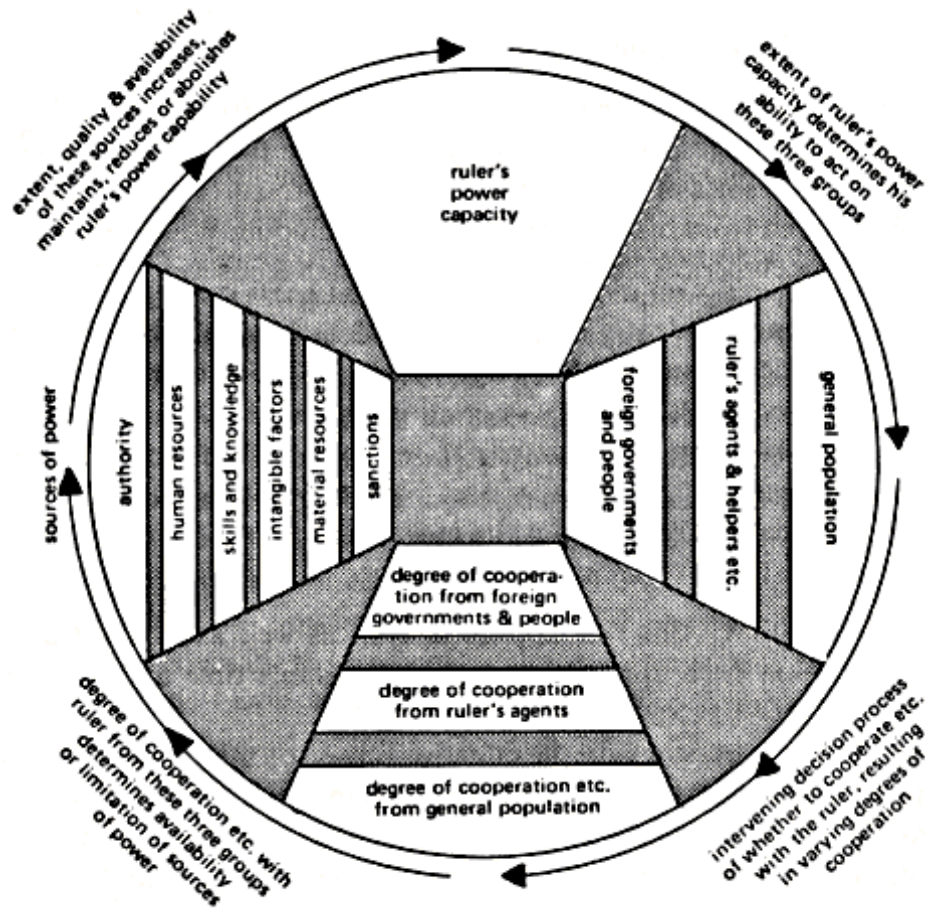 extent, quality & availability
of these sources increases,
maintains, reduces or abolishes
ruler's power capability
extent of ruler's power
capacity determines his
ability to act on
these three groups
ruler's
power
capacity
sources of power
authority
human resources
skills and knowledge
intangible factors
material resources
sanctions
foreign governments
and people
ruler's agents & helpers etc.
general population
degree of coopera-
tion from foreign
governments & people
degree of cooperation
from ruler's agents
degree of cooperation etc.
from general population
degree of cooperation etc. with
ruler from these three groups
determines availability
or limitation of sources
of power
intervening decision process
of whether to cooperate etc.
with the ruler, resulting
in varying degrees of
cooperation